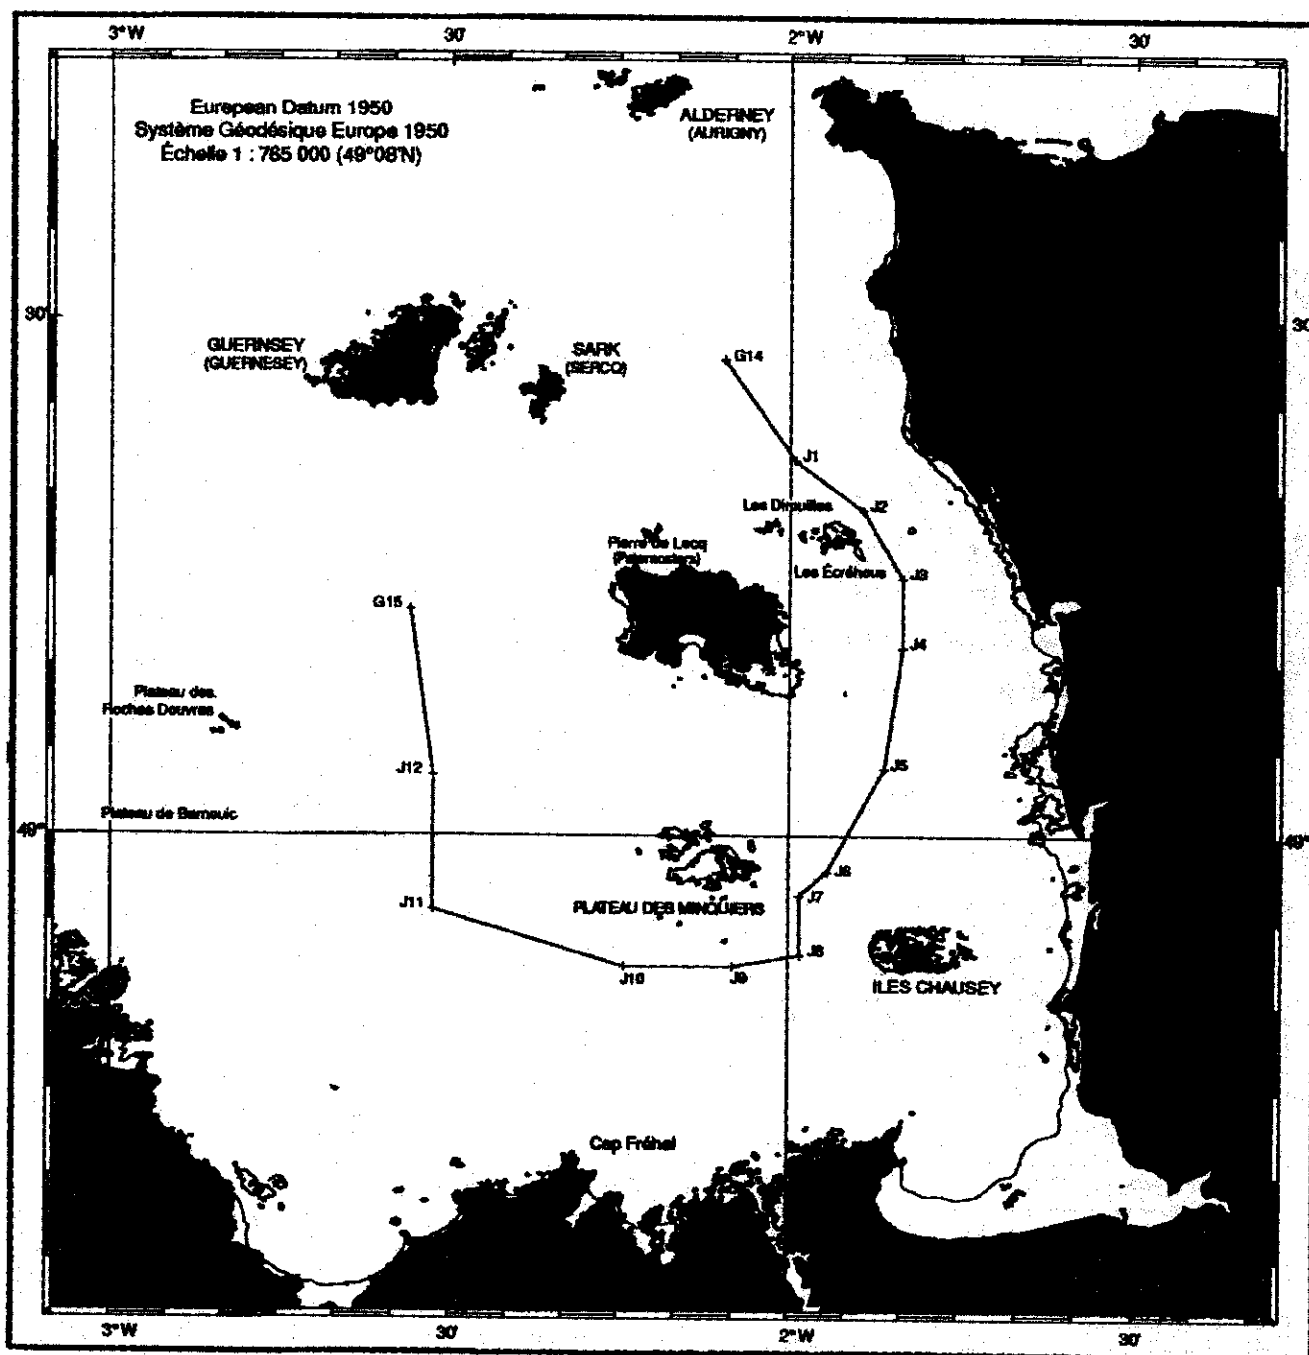 3°W 30' 2°W 30'
European Datum 1950
Système Géodésique Europe 1950
Échelle 1 : 765 000 (49°08'N)
ALDERNEY
(AURIGNY)
30' 30'
GUERNSEY
(GUERNESEY)
SARK
(SERCQ)
G14
J1
Les Dirouilles
J2
Pierre de Lecq
(Paternosters)
Les Écréhous
J3
G15
J4
Plateau des
Roches Douvres
J12
J5
Plateau de Barnouic
49° 49°
J6
J11
PLATEAU DES MINQUIERS
J7
J8
J10
J9
ILES CHAUSEY
Cap Fréhel
3°W 30' 2°W 30'